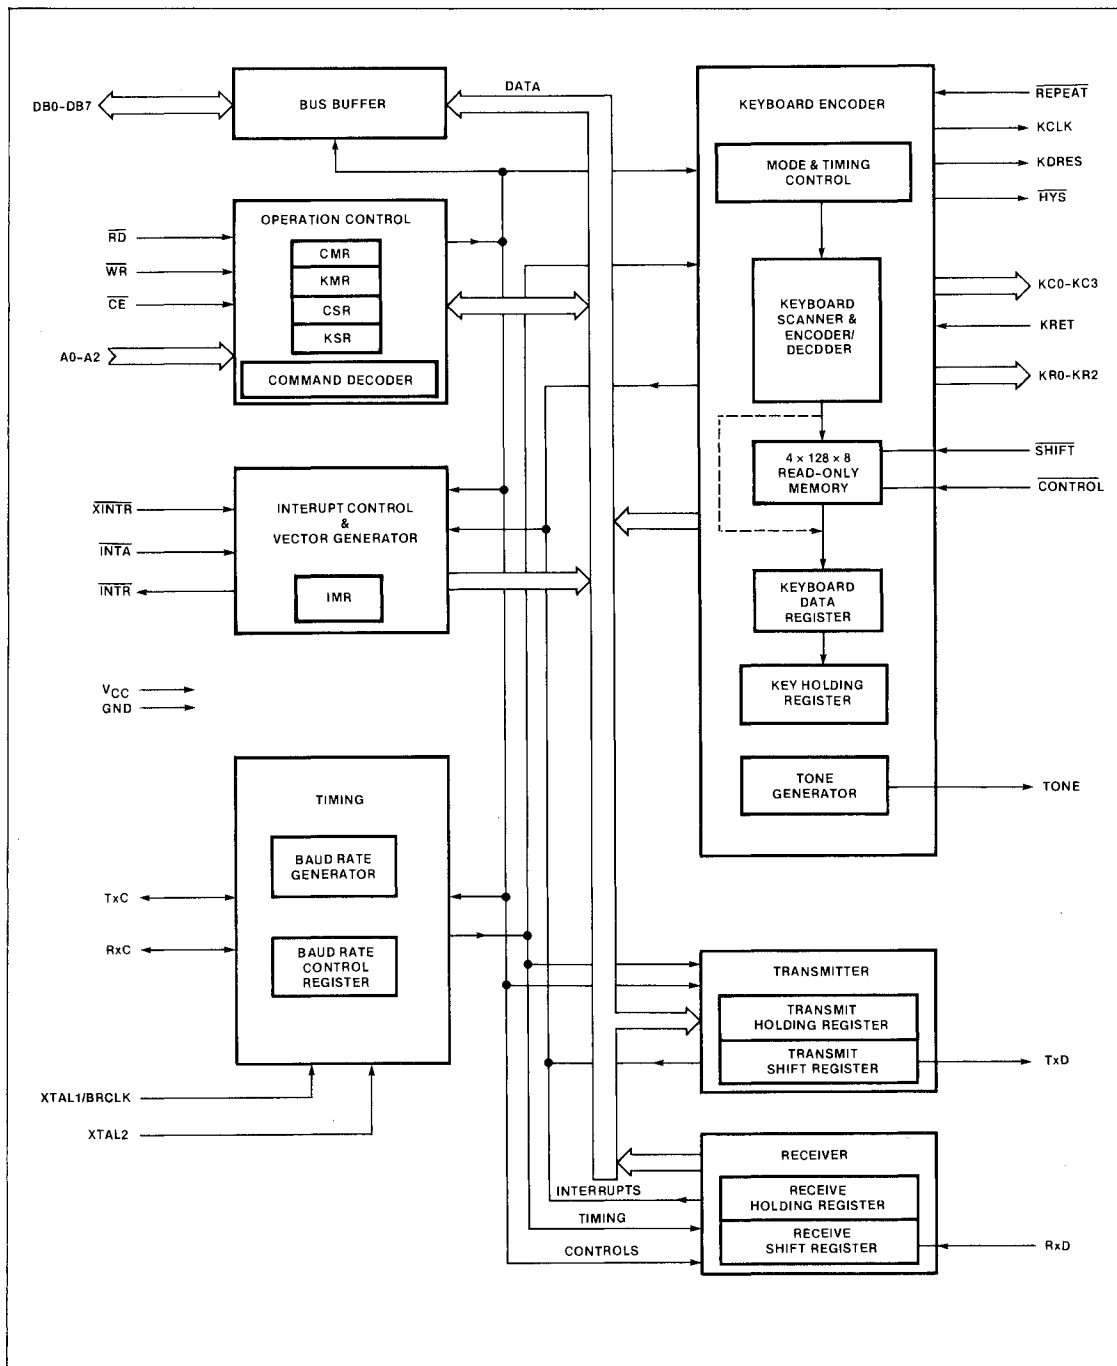 DATA
DB0-DB7
BUS BUFFER
OPERATION CONTROL
CMR
KMR
CSR
KSR
COMMAND DECODER
RD
WR
CE
A0-A2
INTERUPT CONTROL
&
VECTOR GENERATOR
IMR
XINTR
INTA
INTR
VCC
GND
TIMING
BAUD RATE
GENERATOR
BAUD RATE
CONTROL
REGISTER
TxC
RxC
XTAL1/BRCLK
XTAL2
KEYBOARD ENCODER
MODE & TIMING
CONTROL
KEYBOARD
SCANNER &
ENCODER/
DECDDER
4 x 128 x 8
READ-ONLY
MEMORY
KEYBOARD
DATA
REGISTER
KEY HOLDING
REGISTER
TONE
GENERATOR
REPEAT
KCLK
KDRES
HYS
KC0-KC3
KRET
KR0-KR2
SHIFT
CONTROL
TONE
TRANSMITTER
TRANSMIT
HOLDING REGISTER
TRANSMIT
SHIFT REGISTER
TxD
RECEIVER
RECEIVE
HOLDING REGISTER
RECEIVE
SHIFT REGISTER
RxD
INTERRUPTS
TIMING
CONTROLS